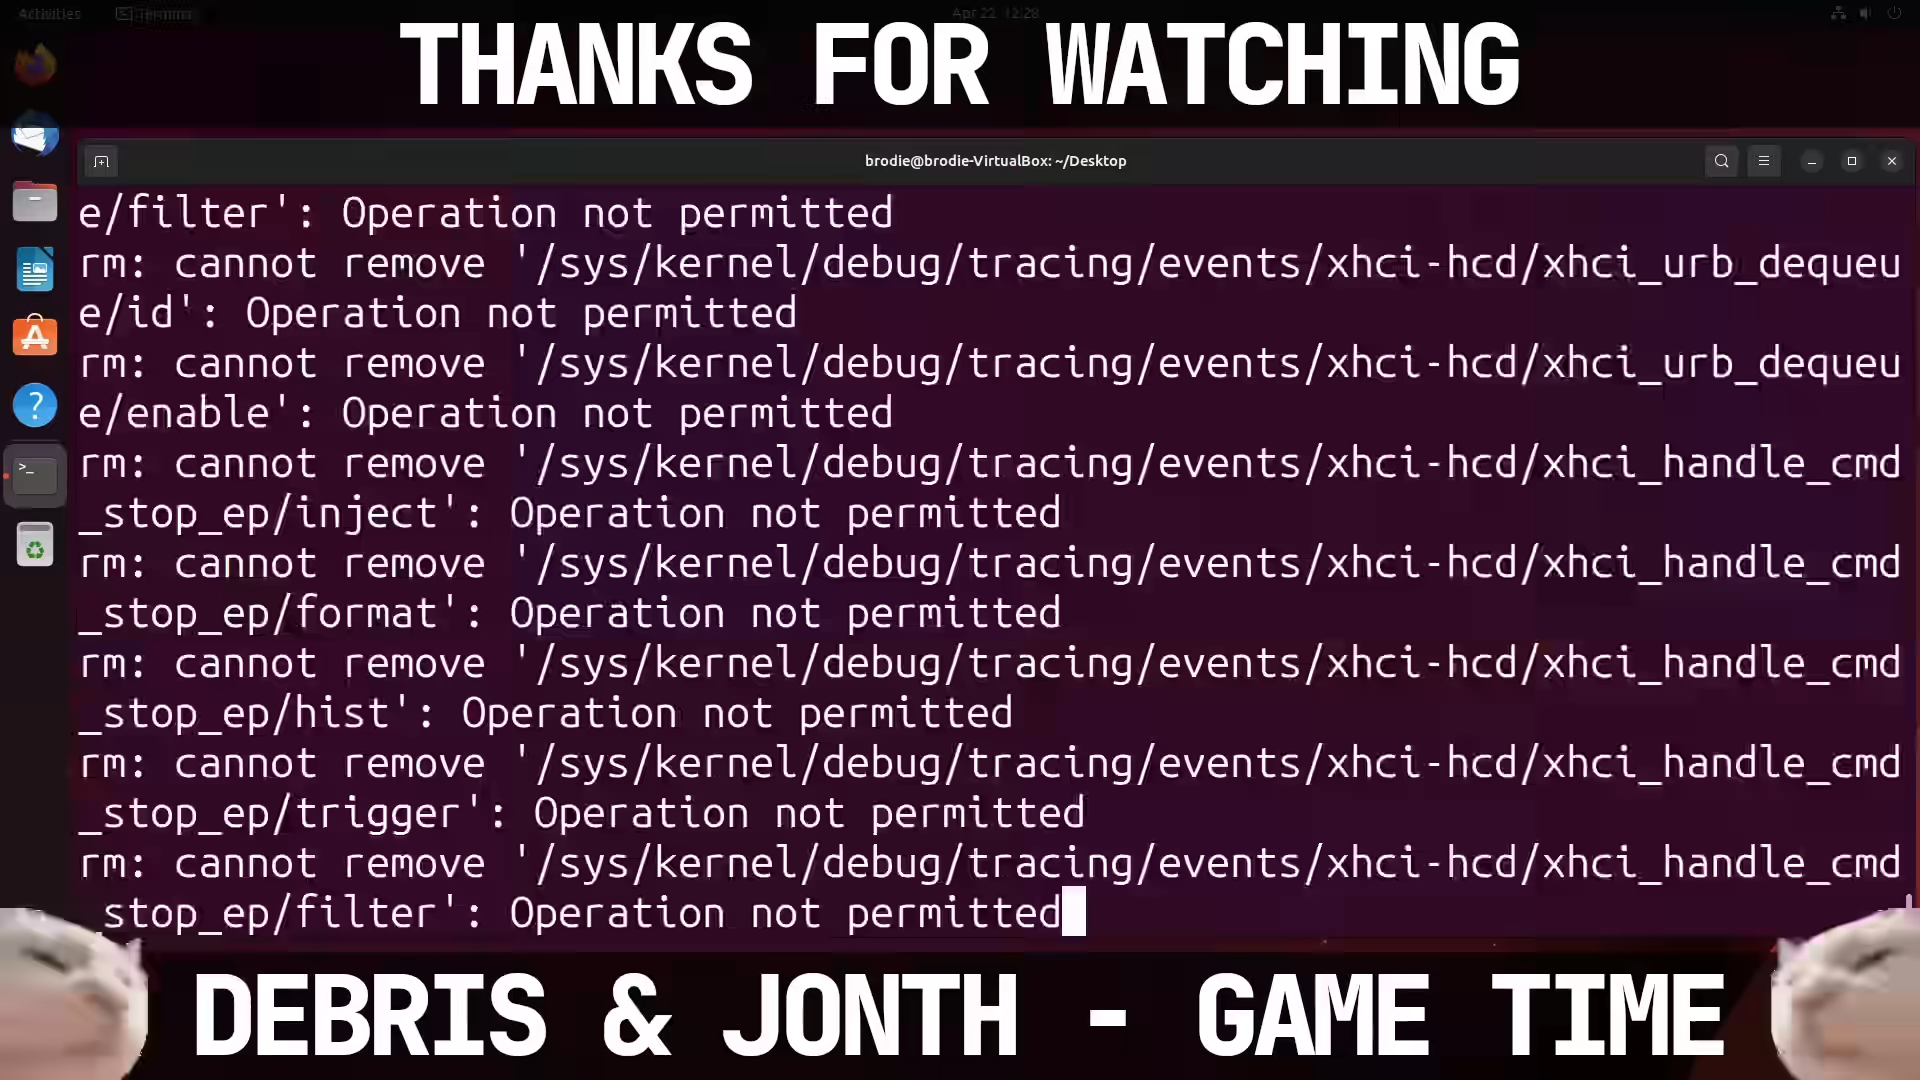 Activities Terminal Apr 22 12:28
THANKS FOR WATCHING
brodie@brodie-VirtualBox: ~/Desktop
e/filter': Operation not permitted
rm: cannot remove '/sys/kernel/debug/tracing/events/xhci-hcd/xhci_urb_dequeu
e/id': Operation not permitted
rm: cannot remove '/sys/kernel/debug/tracing/events/xhci-hcd/xhci_urb_dequeu
e/enable': Operation not permitted
rm: cannot remove '/sys/kernel/debug/tracing/events/xhci-hcd/xhci_handle_cmd
_stop_ep/inject': Operation not permitted
rm: cannot remove '/sys/kernel/debug/tracing/events/xhci-hcd/xhci_handle_cmd
_stop_ep/format': Operation not permitted
rm: cannot remove '/sys/kernel/debug/tracing/events/xhci-hcd/xhci_handle_cmd
_stop_ep/hist': Operation not permitted
rm: cannot remove '/sys/kernel/debug/tracing/events/xhci-hcd/xhci_handle_cmd
_stop_ep/trigger': Operation not permitted
rm: cannot remove '/sys/kernel/debug/tracing/events/xhci-hcd/xhci_handle_cmd
_stop_ep/filter': Operation not permitted
DEBRIS & JONTH - GAME TIME